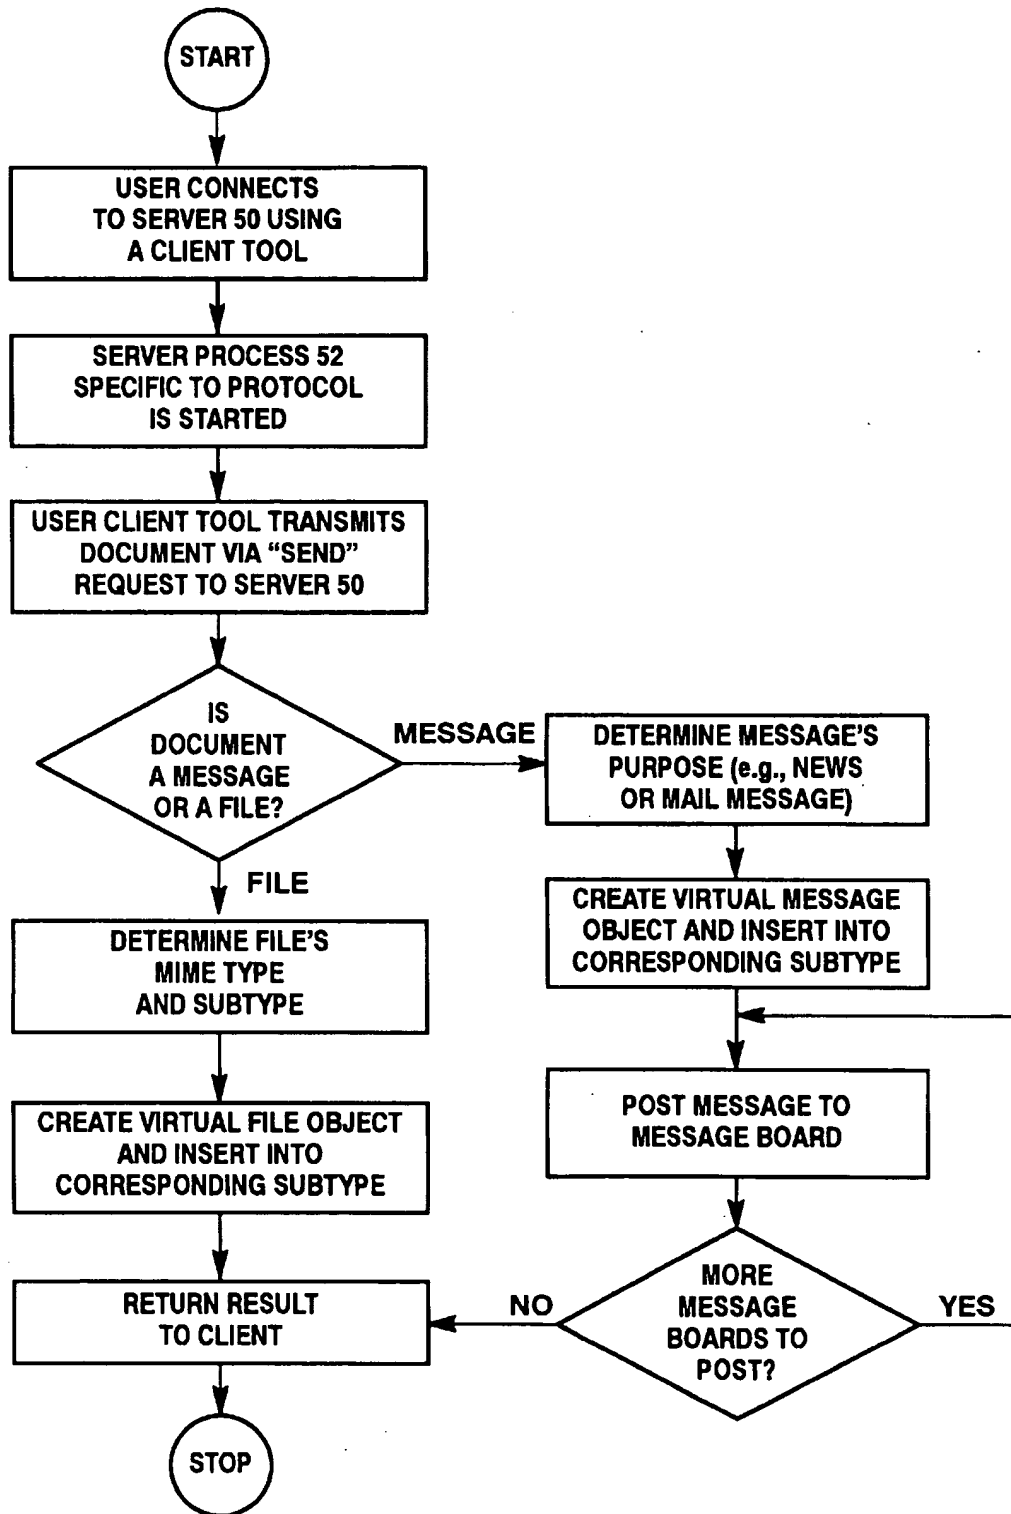 START
USER CONNECTS
TO SERVER 50 USING
A CLIENT TOOL
SERVER PROCESS 52
SPECIFIC TO PROTOCOL
IS STARTED
USER CLIENT TOOL TRANSMITS
DOCUMENT VIA “SEND”
REQUEST TO SERVER 50
IS
DOCUMENT
A MESSAGE
OR A FILE?
MESSAGE
DETERMINE MESSAGE'S
PURPOSE (e.g., NEWS
OR MAIL MESSAGE)
FILE
CREATE VIRTUAL MESSAGE
OBJECT AND INSERT INTO
CORRESPONDING SUBTYPE
DETERMINE FILE'S
MIME TYPE
AND SUBTYPE
POST MESSAGE TO
MESSAGE BOARD
CREATE VIRTUAL FILE OBJECT
AND INSERT INTO
CORRESPONDING SUBTYPE
MORE
MESSAGE
BOARDS TO
POST?
NO
YES
RETURN RESULT
TO CLIENT
STOP